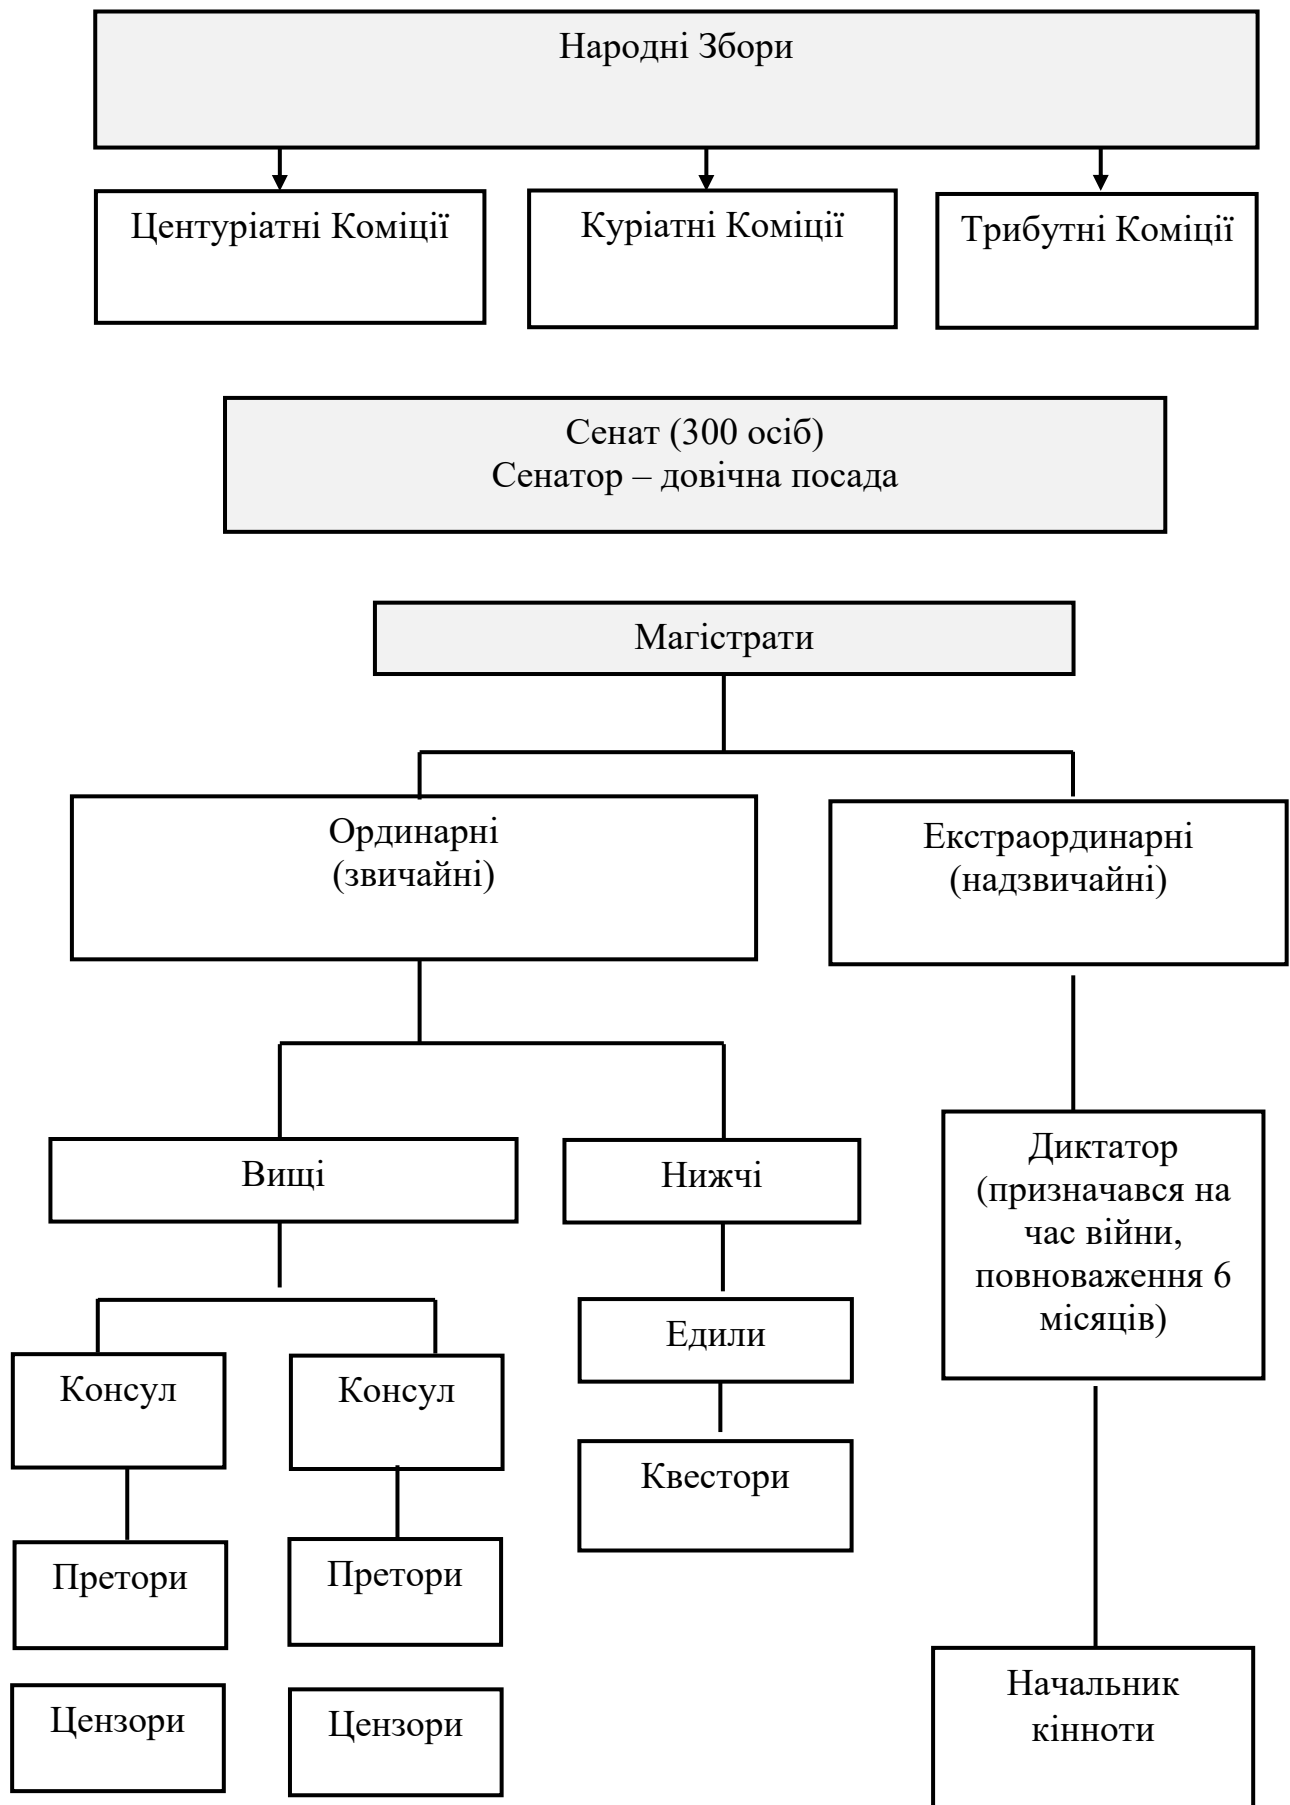 Народні Збори
Центуріатні Коміції
Куріатні Коміції
Трибутні Коміції
Сенат (300 осіб)
Сенатор – довічна посада
Магістрати
Ординарні
(звичайні)
Екстраординарні
(надзвичайні)
Вищі
Нижчі
Диктатор
(призначався на
час війни,
повноваження 6
місяців)
Консул
Консул
Едили
Квестори
Претори
Претори
Цензори
Цензори
Начальник
кінноти